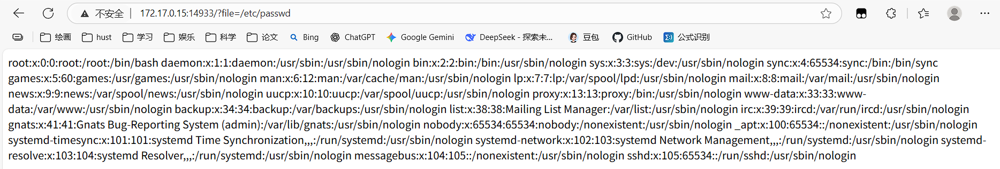 不安全 | 172.17.0.15:14933/?file=/etc/passwd
绘画 hust 学习 娱乐 科学 论文 Bing ChatGPT Google Gemini DeepSeek - 探索未... 豆包 GitHub Σ) 公式识别
root:x:0:0:root:/root:/bin/bash daemon:x:1:1:daemon:/usr/sbin:/usr/sbin/nologin bin:x:2:2:bin:/bin:/usr/sbin/nologin sys:x:3:3:sys:/dev:/usr/sbin/nologin sync:x:4:65534:sync:/bin:/bin/sync
games:x:5:60:games:/usr/games:/usr/sbin/nologin man:x:6:12:man:/var/cache/man:/usr/sbin/nologin lp:x:7:7:lp:/var/spool/lpd:/usr/sbin/nologin mail:x:8:8:mail:/var/mail:/usr/sbin/nologin
news:x:9:9:news:/var/spool/news:/usr/sbin/nologin uucp:x:10:10:uucp:/var/spool/uucp:/usr/sbin/nologin proxy:x:13:13:proxy:/bin:/usr/sbin/nologin www-data:x:33:33:www-
data:/var/www:/usr/sbin/nologin backup:x:34:34:backup:/var/backups:/usr/sbin/nologin list:x:38:38:Mailing List Manager:/var/list:/usr/sbin/nologin irc:x:39:39:ircd:/var/run/ircd:/usr/sbin/nologin
gnats:x:41:41:Gnats Bug-Reporting System (admin):/var/lib/gnats:/usr/sbin/nologin nobody:x:65534:65534:nobody:/nonexistent:/usr/sbin/nologin _apt:x:100:65534::/nonexistent:/usr/sbin/nologin
systemd-timesync:x:101:101:systemd Time Synchronization,,,:/run/systemd:/usr/sbin/nologin systemd-network:x:102:103:systemd Network Management,,,:/run/systemd:/usr/sbin/nologin systemd-
resolve:x:103:104:systemd Resolver,,,:/run/systemd:/usr/sbin/nologin messagebus:x:104:105::/nonexistent:/usr/sbin/nologin sshd:x:105:65534::/run/sshd:/usr/sbin/nologin